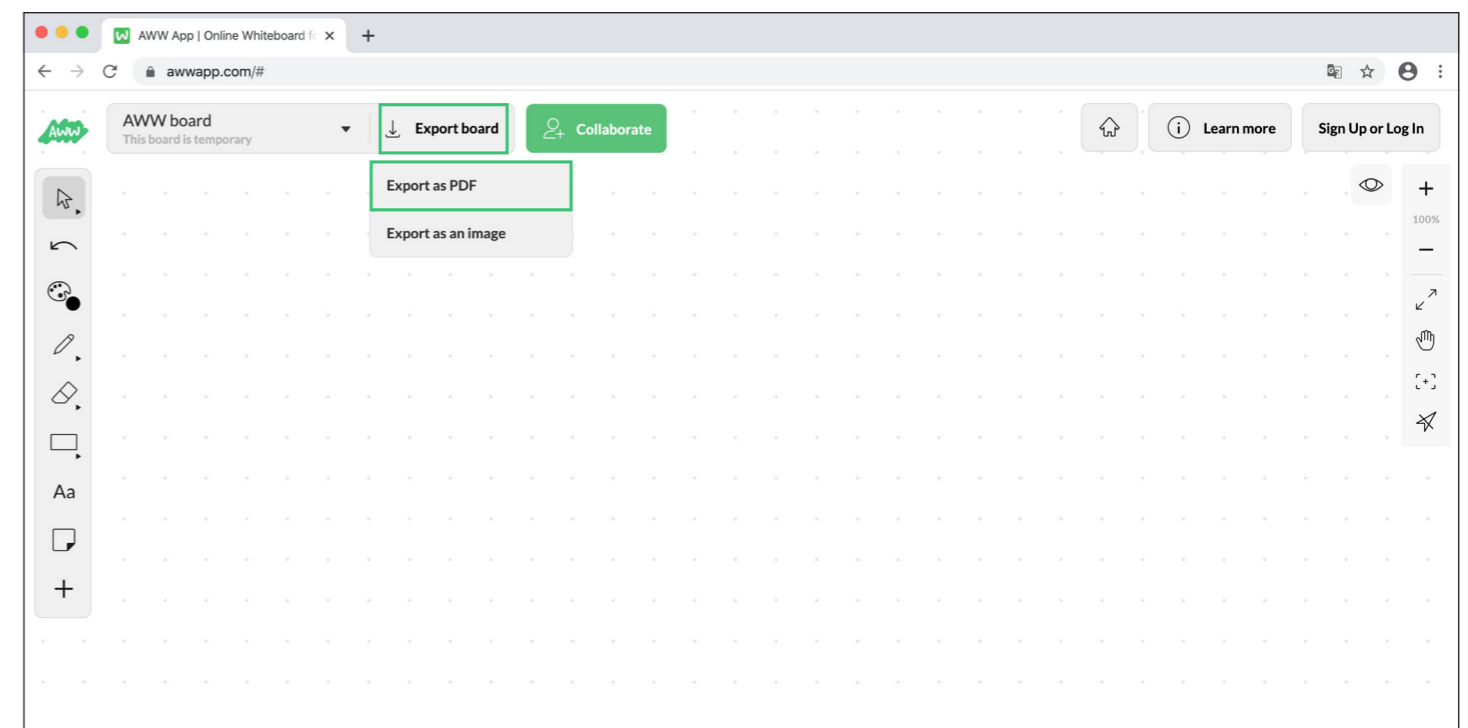 AWW App | Online Whiteboard fo
awwapp.com/#
Aww
AWW board
This board is temporary
Export board
Collaborate
Learn more
Sign Up or Log In
Export as PDF
Export as an image
100%
Aa